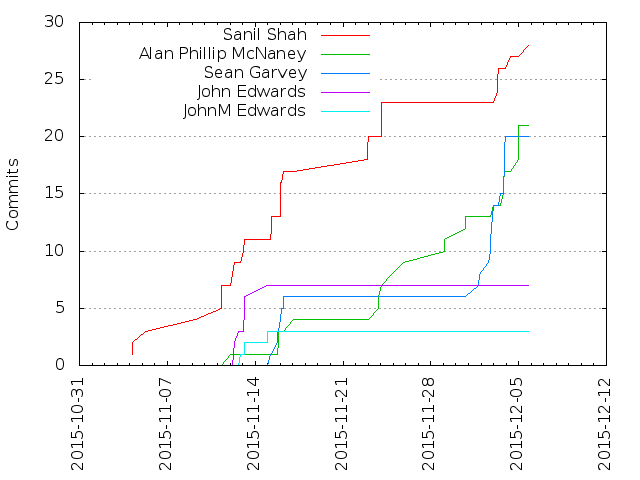 30
25
20
15
10
5
0
Commits
Sanil Shah
Alan Phillip McNaney
Sean Garvey
John Edwards
JohnM Edwards
2015-10-31
2015-11-07
2015-11-14
2015-11-21
2015-11-28
2015-12-05
2015-12-12